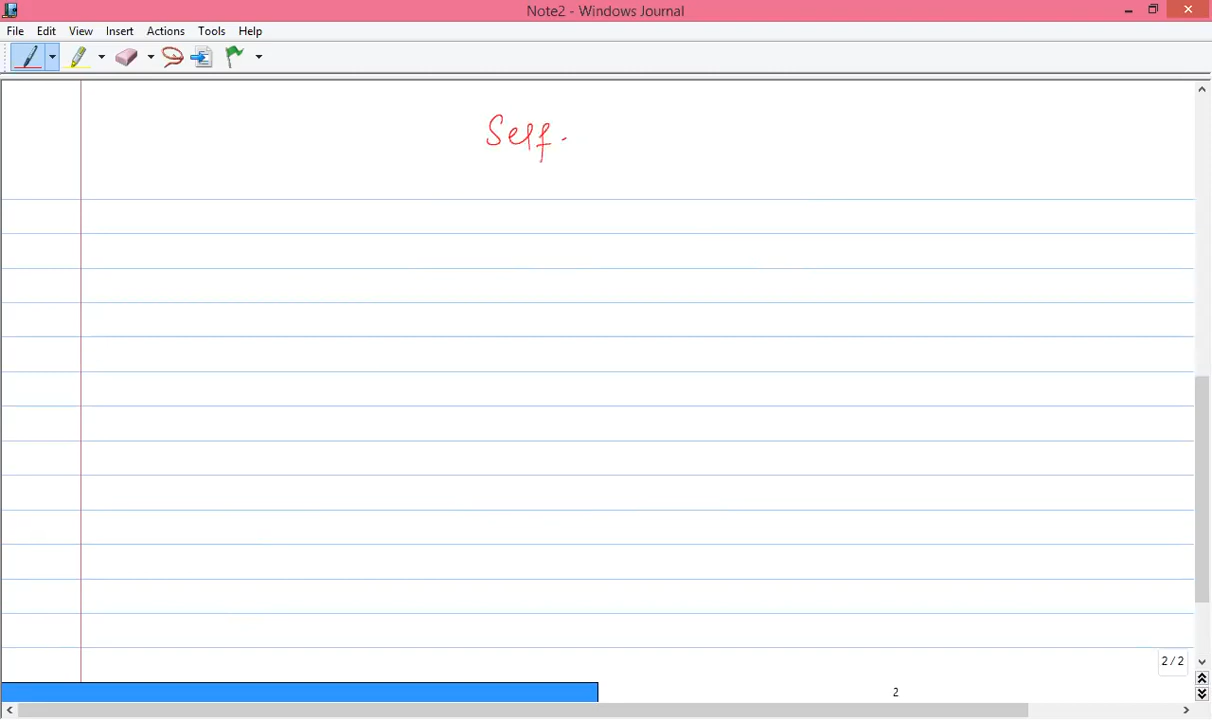 Note2 - Windows Journal
File Edit View Insert Actions Tools Help
Self.
2 / 2
2